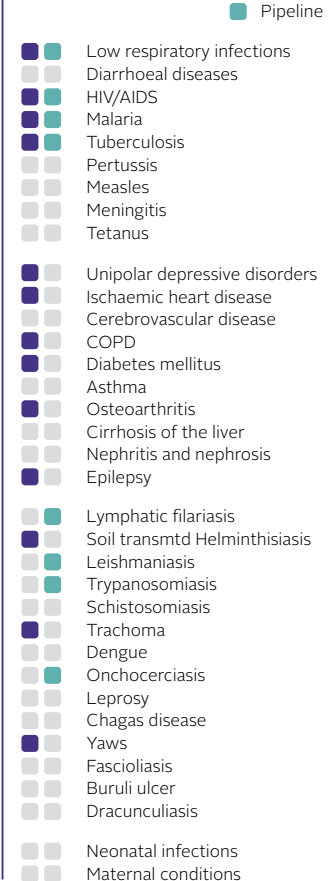 Pipeline
Low respiratory infections
Diarrhoeal diseases
HIV/AIDS
Malaria
Tuberculosis
Pertussis
Measles
Meningitis
Tetanus
Unipolar depressive disorders
Ischaemic heart disease
Cerebrovascular disease
COPD
Diabetes mellitus
Asthma
Osteoarthritis
Cirrhosis of the liver
Nephritis and nephrosis
Epilepsy
Lymphatic filariasis
Soil transmtd Helminthisiasis
Leishmaniasis
Trypanosomiasis
Schistosomiasis
Trachoma
Dengue
Onchocerciasis
Leprosy
Chagas disease
Yaws
Fascioliasis
Buruli ulcer
Dracunculiasis
Neonatal infections
Maternal conditions